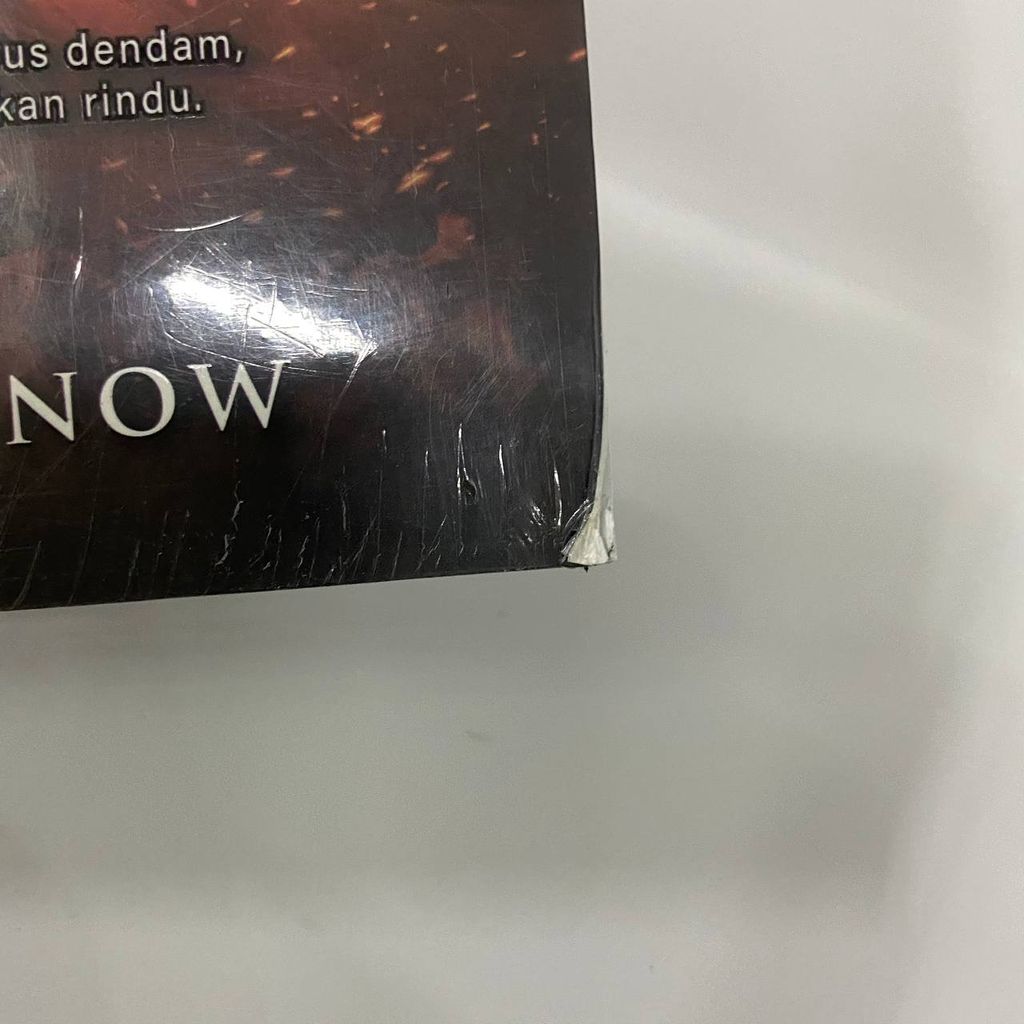 us dendam,
kan rindu.
NOW